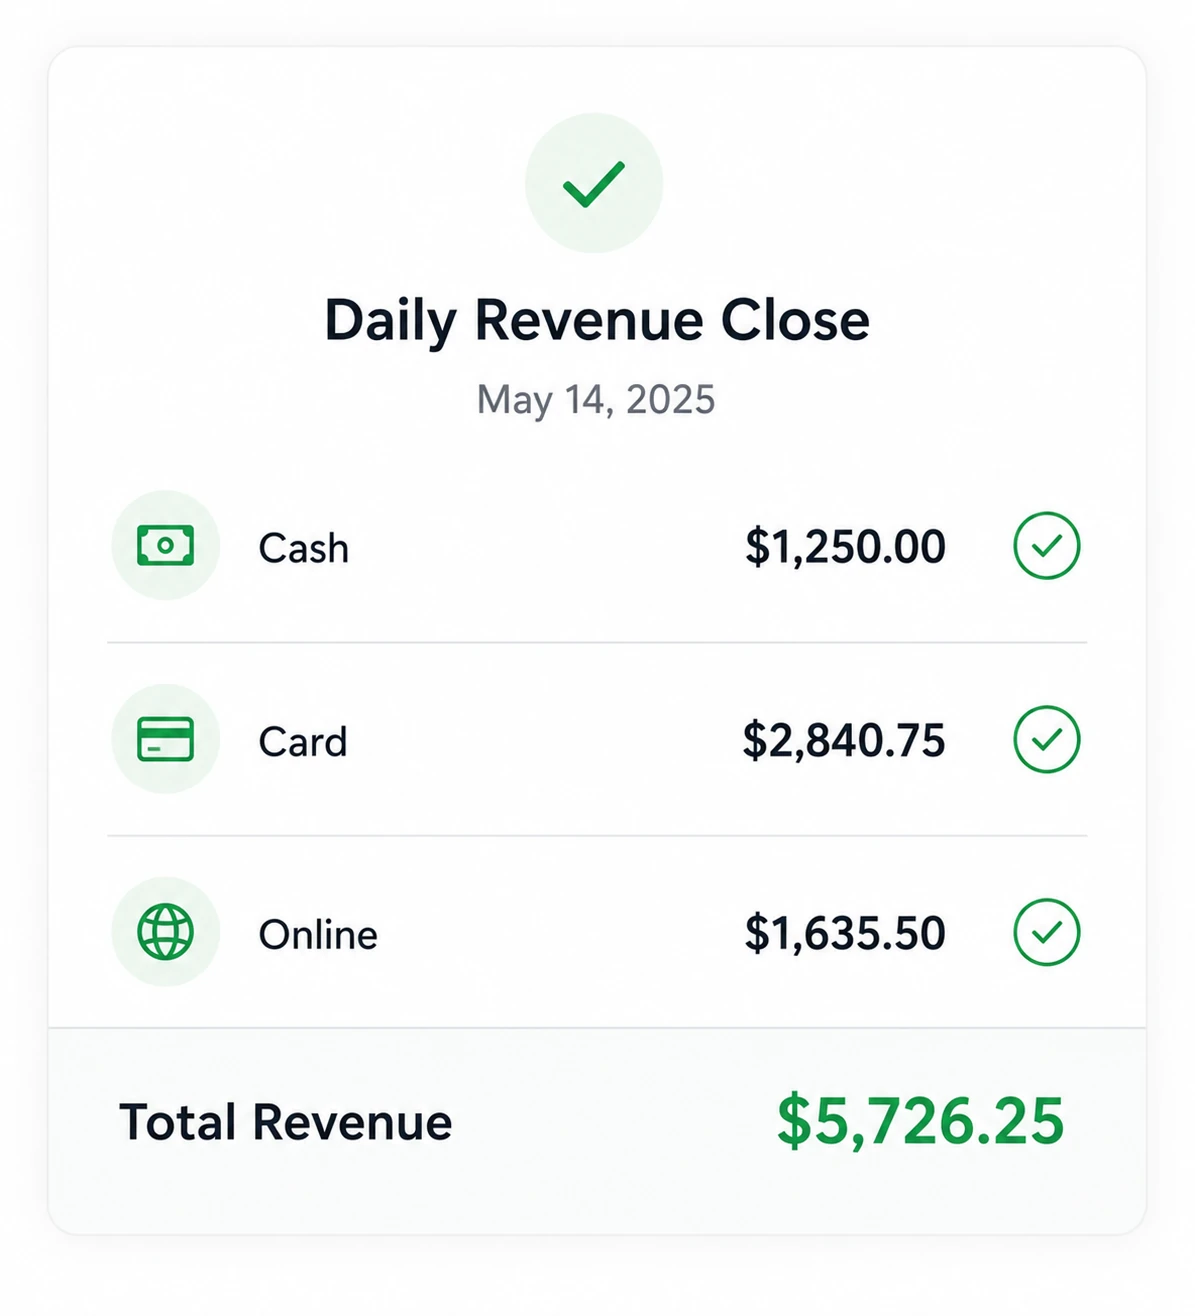 Daily Revenue Close
May 14, 2025
Cash $1,250.00
Card $2,840.75
Online $1,635.50
Total Revenue $5,726.25